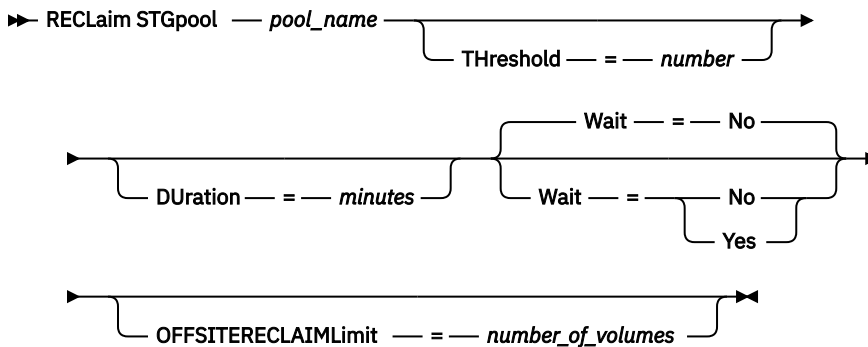 RECLaim STGpool — pool_name
THreshold — = — number
Wait — = — No
DUration — = — minutes
Wait — = — No
Yes
OFFSITERECLAIMLimit — = — number_of_volumes